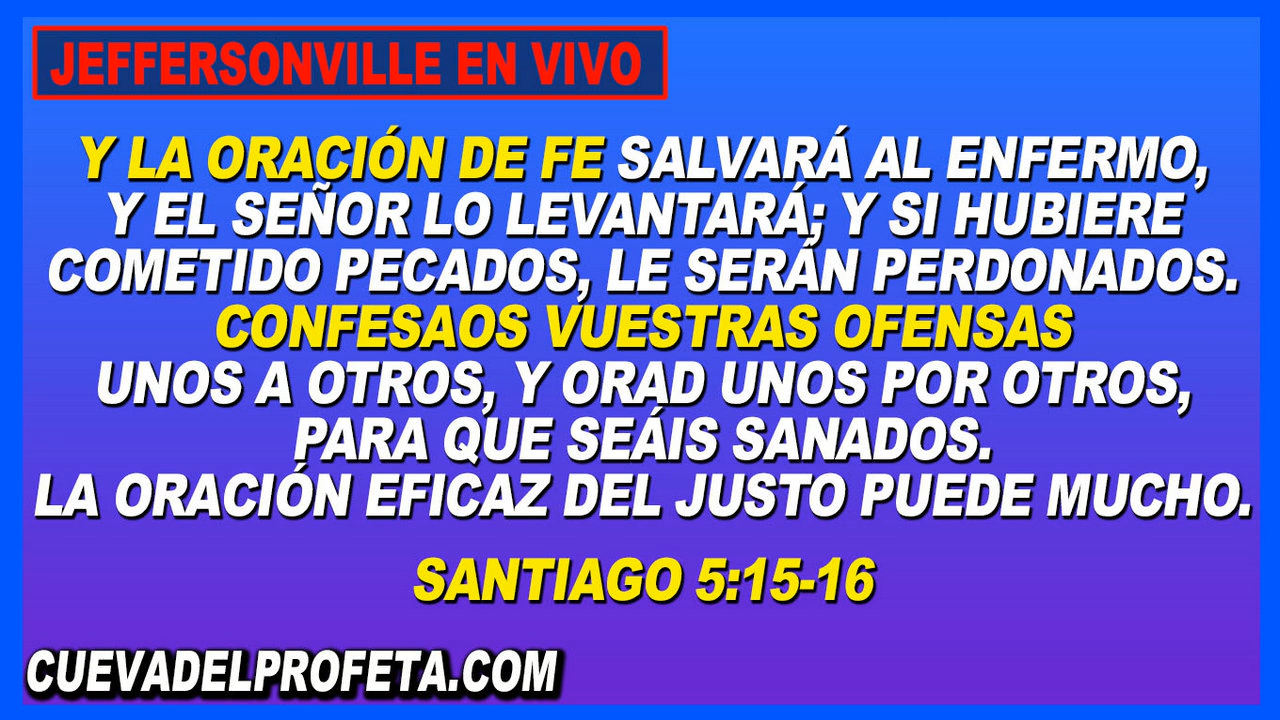 JEFFERSONVILLE EN VIVO
Y LA ORACIÓN DE FE SALVARÁ AL ENFERMO,
Y EL SEÑOR LO LEVANTARÁ; Y SI HUBIERE
COMETIDO PECADOS, LE SERÁN PERDONADOS.
CONFESAOS VUESTRAS OFENSAS
UNOS A OTROS, Y ORAD UNOS POR OTROS,
PARA QUE SEÁIS SANADOS.
LA ORACIÓN EFICAZ DEL JUSTO PUEDE MUCHO.
SANTIAGO 5:15-16
CUEVADELPROFETA.COM